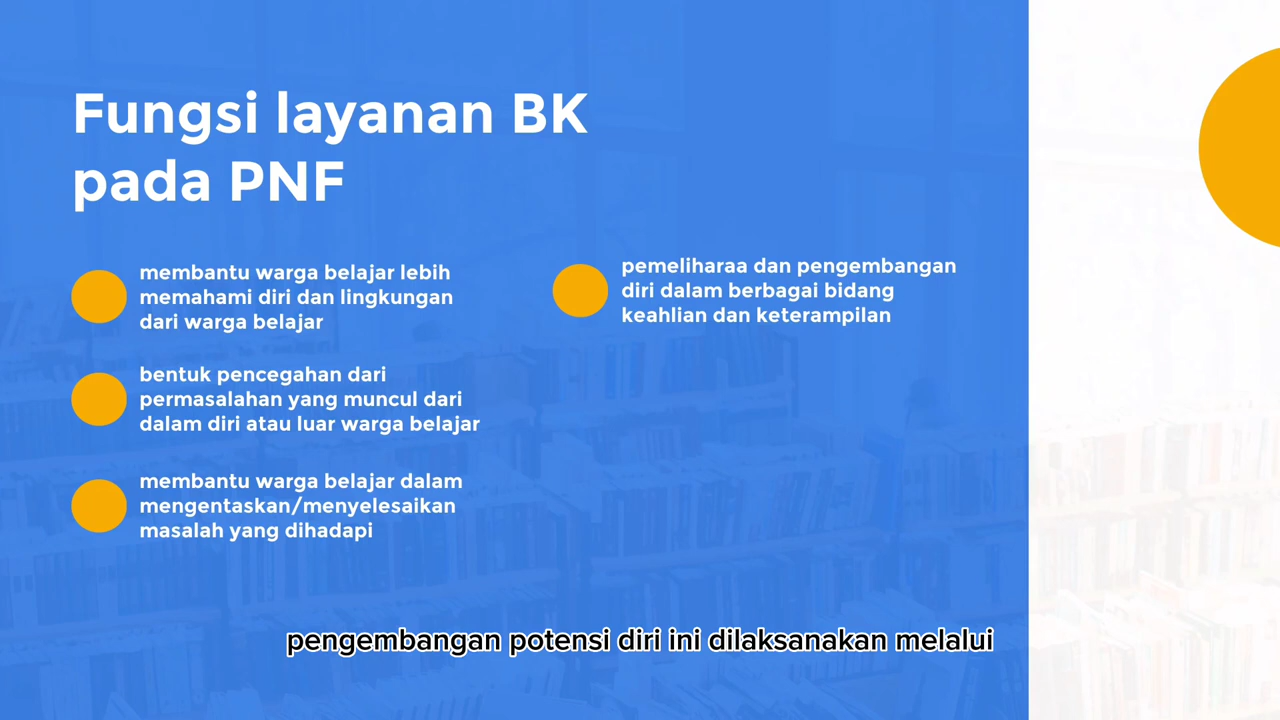 Fungsi layanan BK
pada PNF
membantu warga belajar lebih
memahami diri dan lingkungan
dari warga belajar
bentuk pencegahan dari
permasalahan yang muncul dari
dalam diri atau luar warga belajar
membantu warga belajar dalam
mengentaskan/menyelesaikan
masalah yang dihadapi
pemeliharaa dan pengembangan
diri dalam berbagai bidang
keahlian dan keterampilan
pengembangan potensi diri ini dilaksanakan melalui